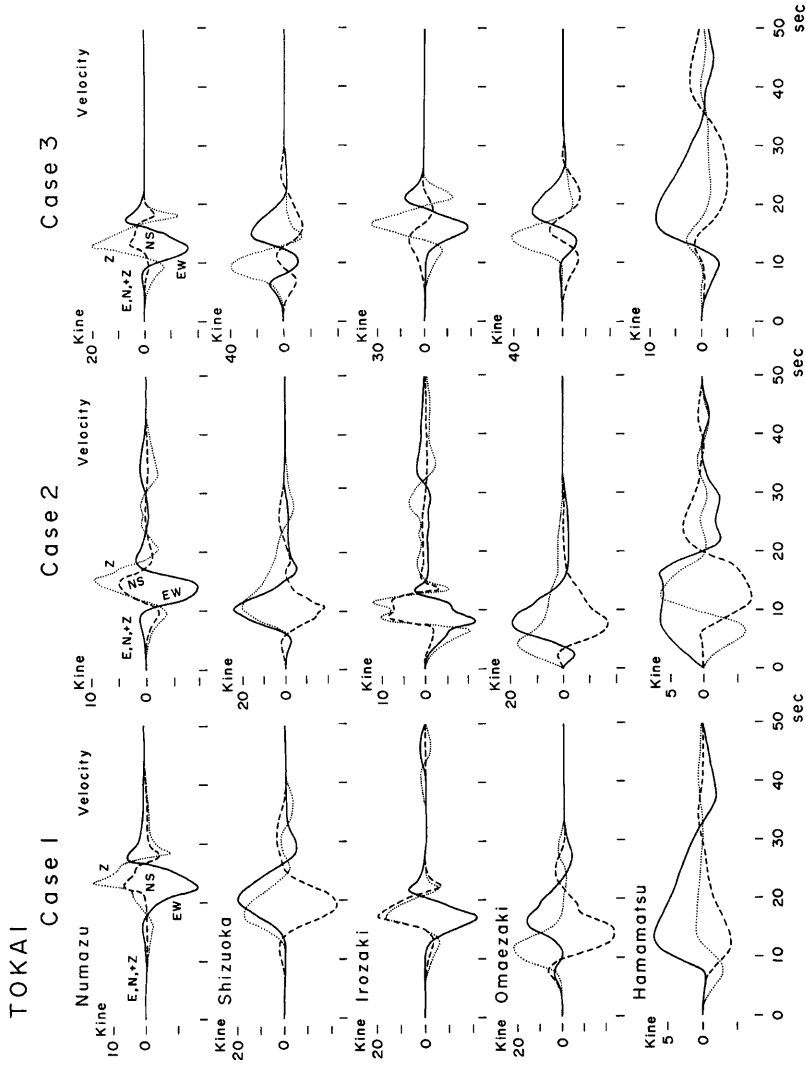 TOKAI
Case 1
Case 2
Case 3
Numazu
Velocity
Velocity
Velocity
Kine
10
0
E,N,+Z
Z
NS
EW
Kine
10
0
E,N,+Z
Z
NS
EW
Kine
20
0
E,N,+Z
Z
NS
EW
Shizuoka
Kine
20
0
Kine
20
0
Kine
40
0
Irozaki
Kine
20
0
Kine
10
0
Kine
30
0
Omaezaki
Kine
20
0
Kine
20
0
Kine
40
0
Hamamatsu
Kine
5
0
Kine
5
0
Kine
10
0
0 10 20 30 40 50
sec
0 10 20 30 40 50
sec
0 10 20 30 40 50
sec